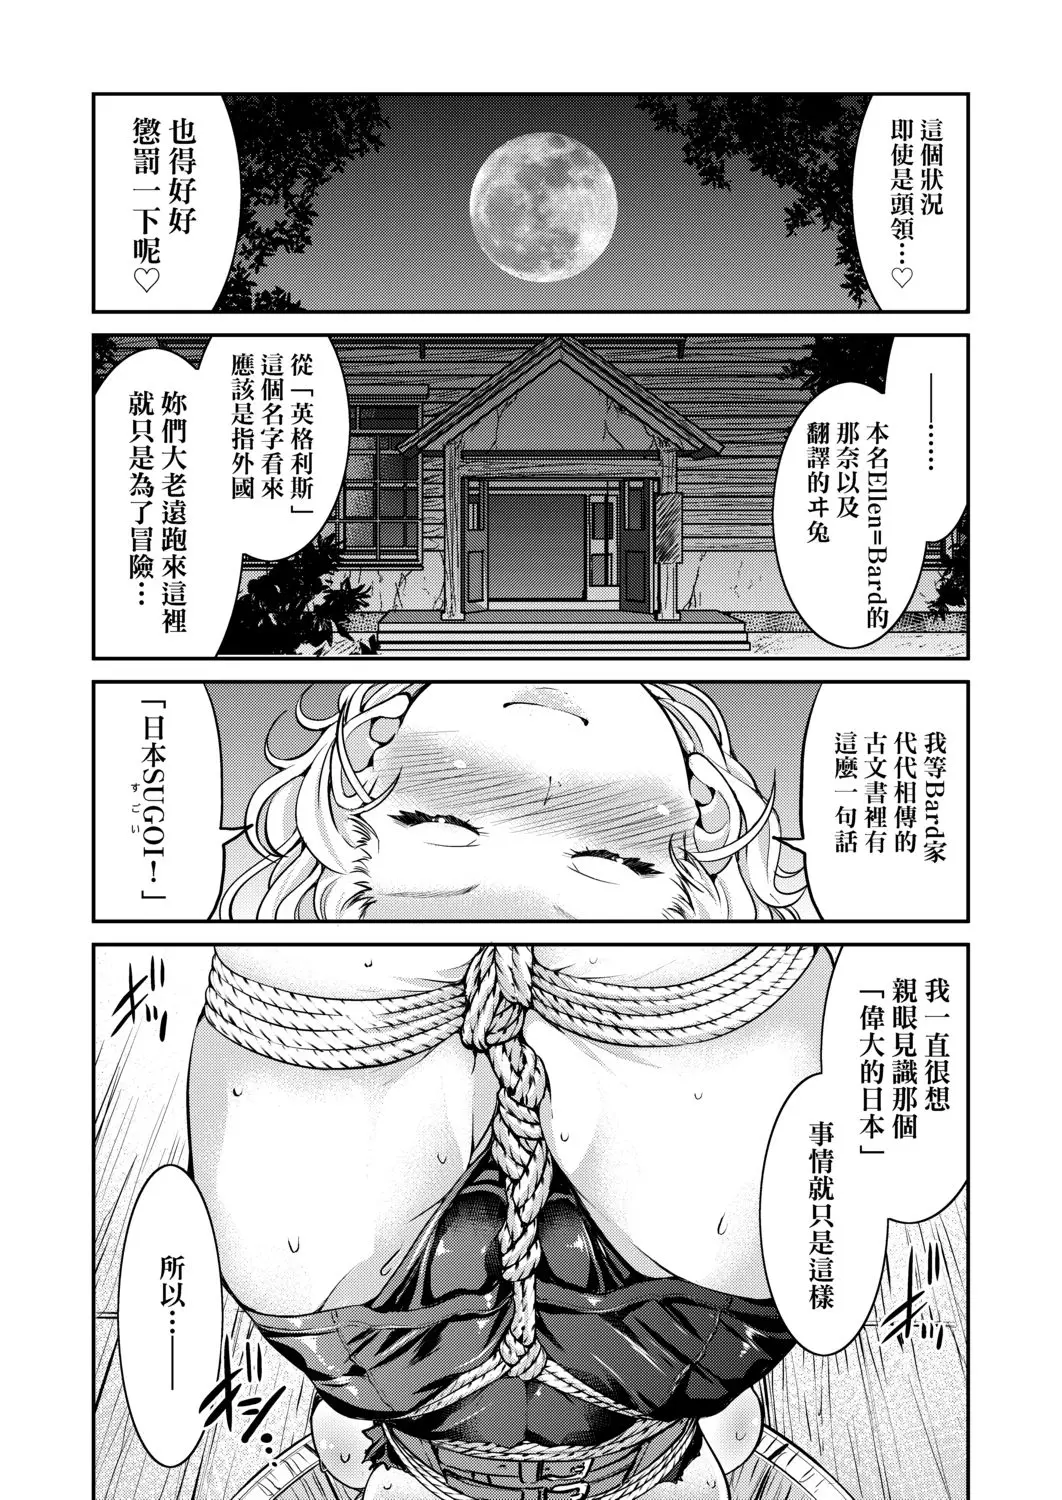 這個狀況
即使是頭領…♡
也得好好
懲罰一下呢♡
──……
本名Ellen=Bard的
那奈以及
翻譯的ヰ兔
從「英格利斯」
這個名字看來
應該是指外國
妳們大老遠跑來這裡
就只是為了冒險…
我等Bard家
代代相傳的
古文書裡有
這麼一句話
「日本SUGOI！」
すごい
我一直很想
親眼見識那個
「偉大的日本」
事情就只是這樣
所以…──
ギッ
ギッ…